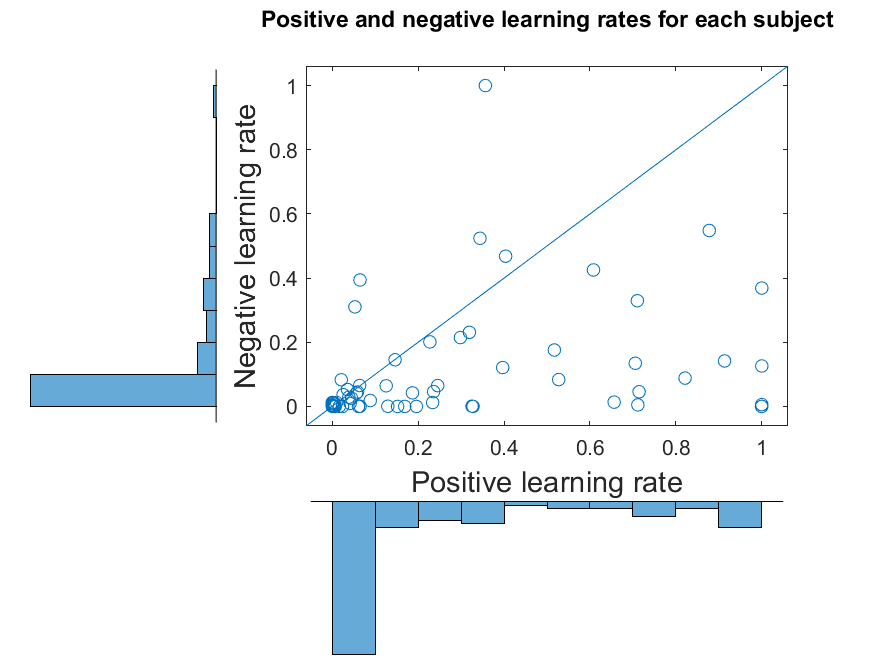 Positive and negative learning rates for each subject
Negative learning rate
1
0.8
0.6
0.4
0.2
0
0 0.2 0.4 0.6 0.8 1
Positive learning rate